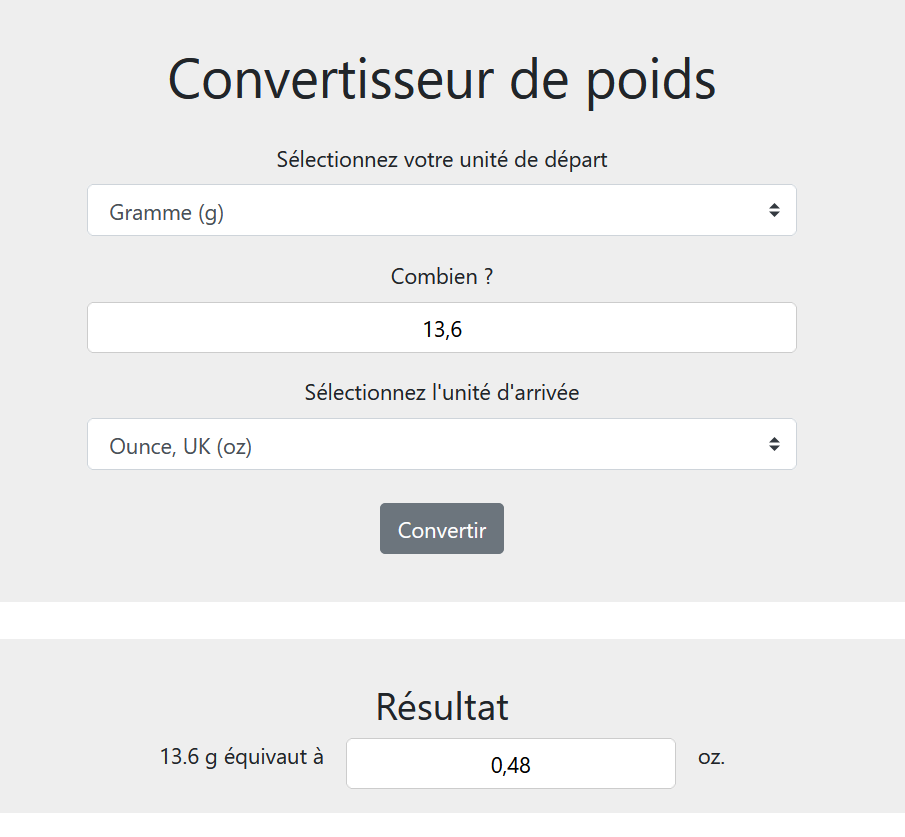 Convertisseur de poids
Sélectionnez votre unité de départ
Gramme (g)
Combien ?
13,6
Sélectionnez l'unité d'arrivée
Ounce, UK (oz)
Convertir
Résultat
13.6 g équivaut à 0,48 oz.